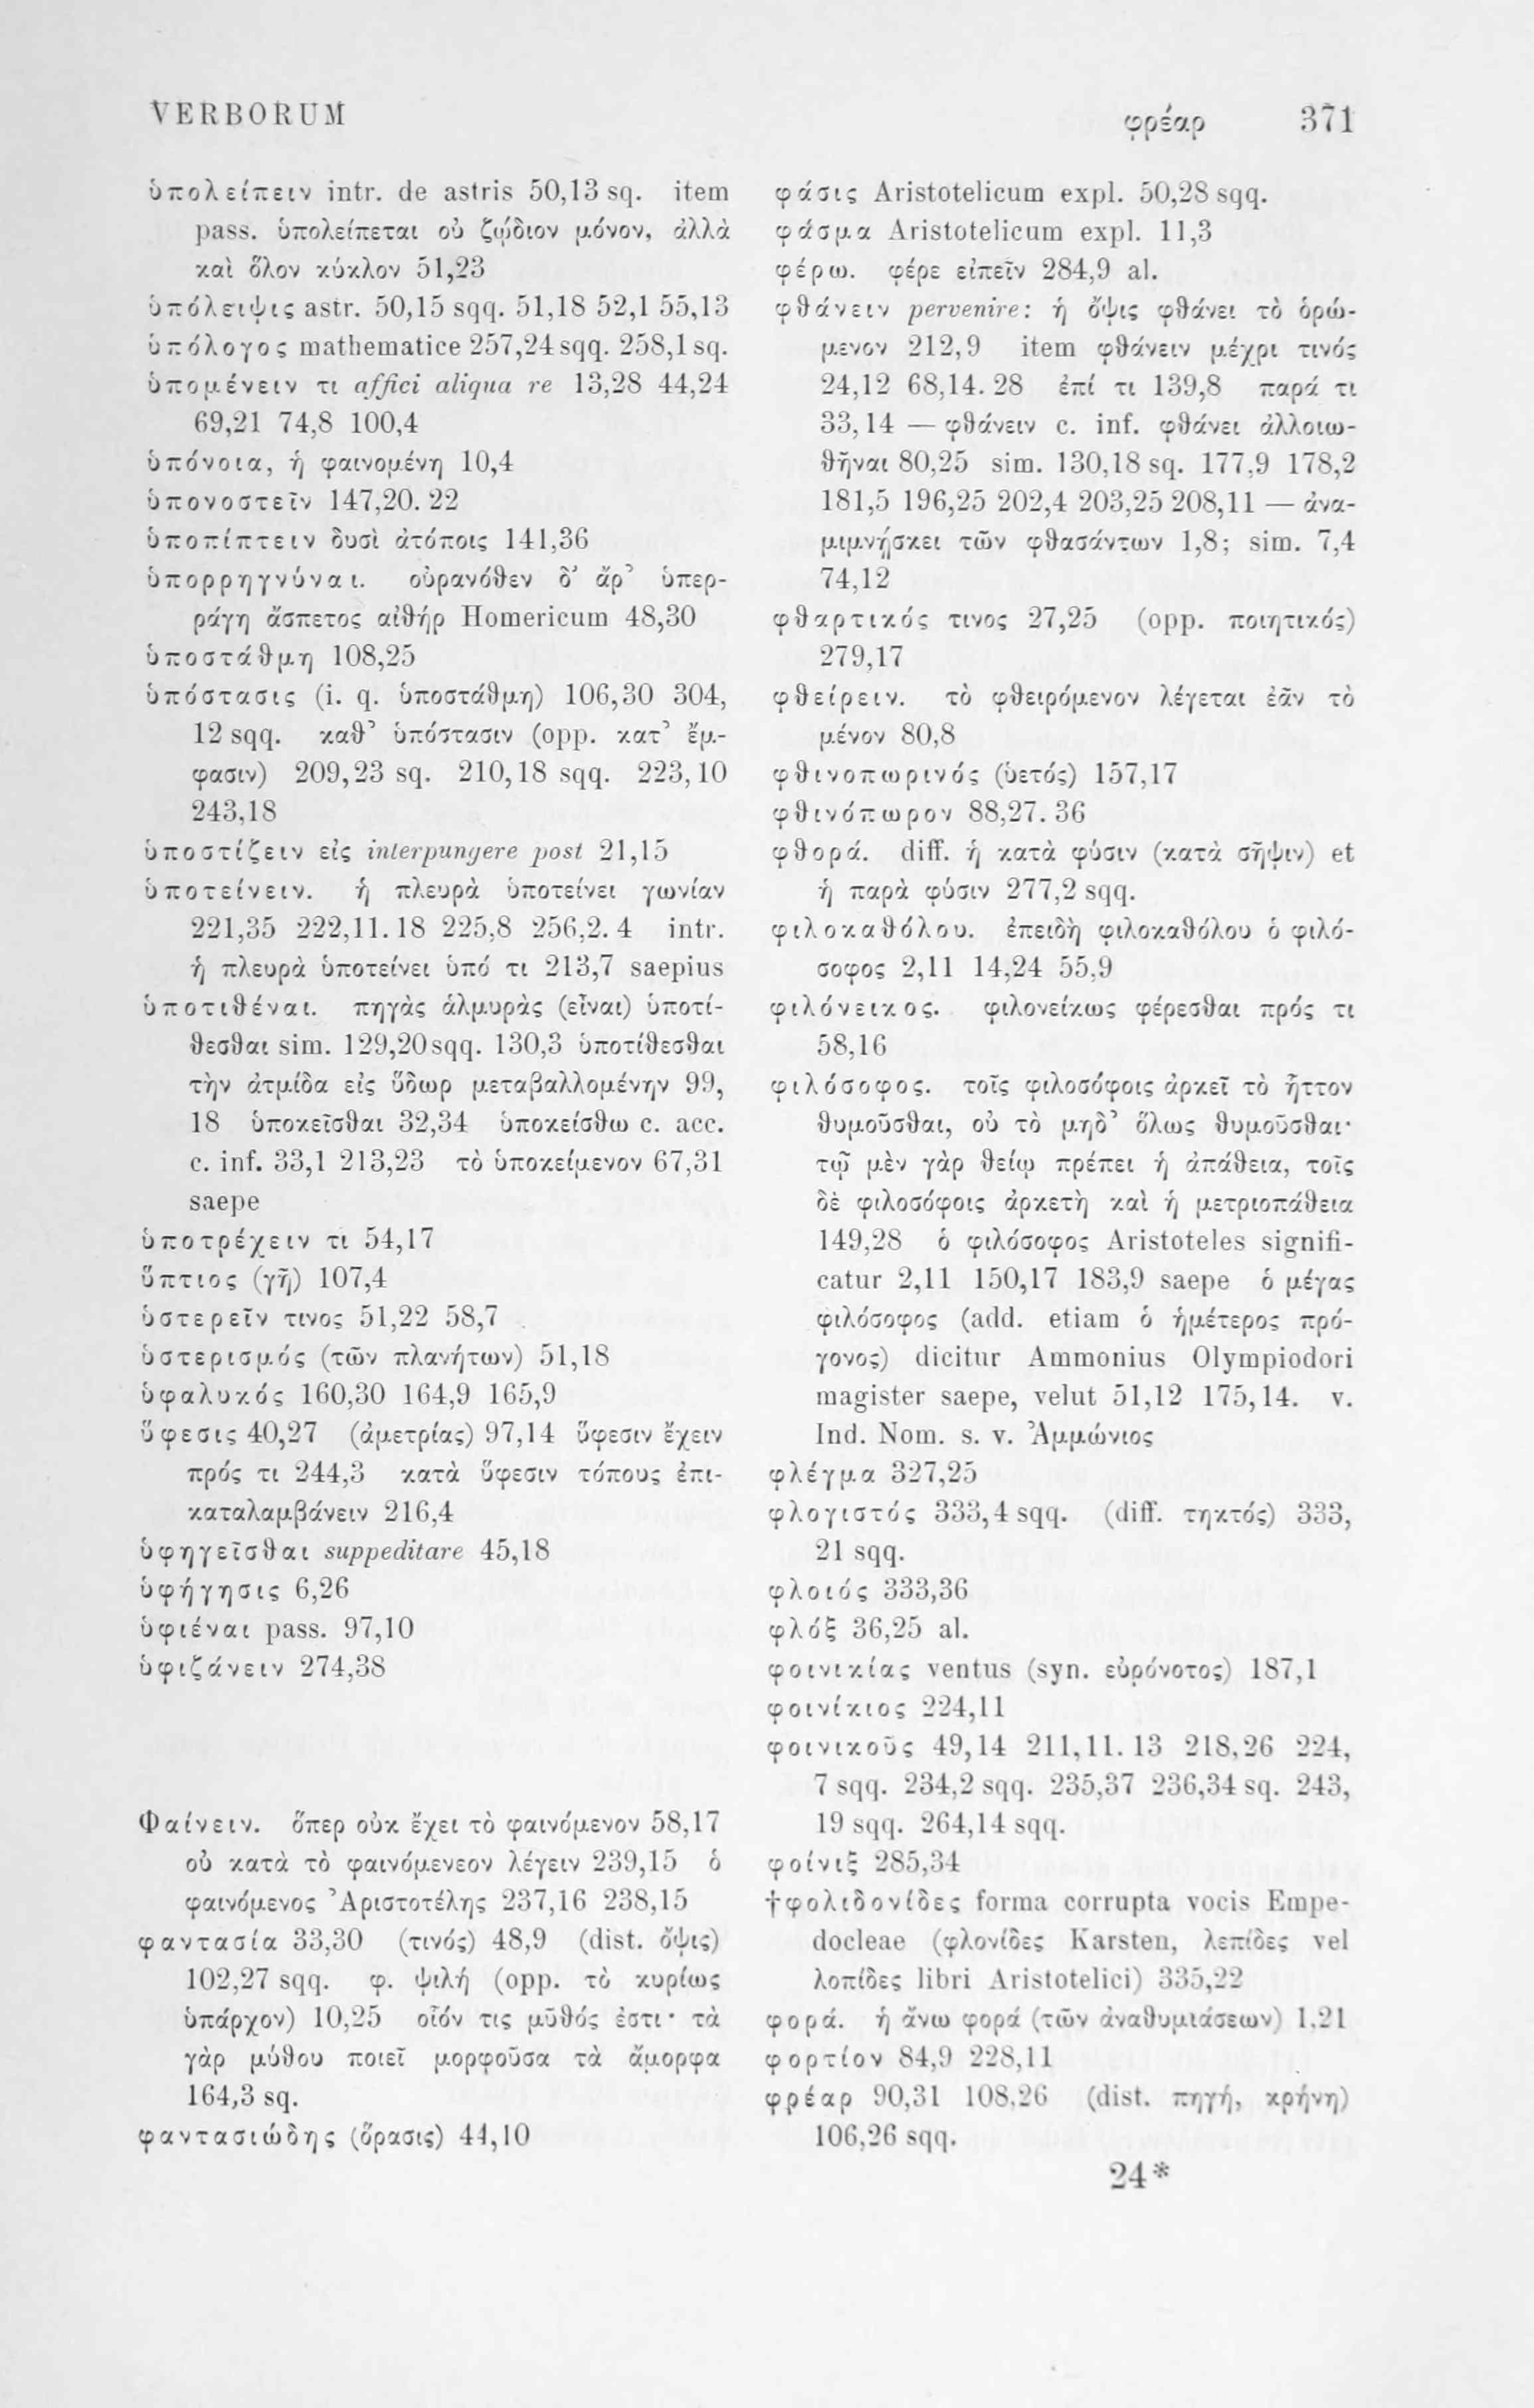 VERBORUM
φρέαρ 371
ὑπολείπειν intr. de astris 50,13 sq. item
pass. ὑπολείπεται οὐ ζῴδιον μόνον, ἀλλὰ
καὶ ὅλον κύκλον 51,23
ὑπόλειψις astr. 50,15 sqq. 51,18 52,1 55,13
ὑπόλογος mathematice 257,24 sqq. 258,1 sq.
ὑπομένειν τι affici aliqua re 13,28 44,24
69,21 74,8 100,4
ὑπόνοια, ἡ φαινομένη 10,4
ὑπονοστεῖν 147,20. 22
ὑποπίπτειν δυσὶ ἀτόποις 141,36
ὑπορρηγνύναι. οὐρανόθεν δ' ἄρ' ὑπερ-
ράγη ἄσπετος αἰθήρ Homericum 48,30
ὑποστάθμη 108,25
ὑπόστασις (i. q. ὑποστάθμη) 106,30 304,
12 sqq. καθ' ὑπόστασιν (opp. κατ' ἔμ-
φασιν) 209,23 sq. 210,18 sqq. 223,10
243,18
ὑποστίζειν εἰς interpungere post 21,15
ὑποτείνειν. ἡ πλευρὰ ὑποτείνει γωνίαν
221,35 222,11. 18 225,8 256,2. 4 intr.
ἡ πλευρὰ ὑποτείνει ὑπό τι 213,7 saepius
ὑποτιθέναι. πηγὰς ἁλμυρὰς (εἶναι) ὑποτί-
θεσθαι sim. 129,20 sqq. 130,3 ὑποτίθεσθαι
τὴν ἀτμίδα εἰς ὕδωρ μεταβαλλομένην 99,
18 ὑποκεῖσθαι 32,34 ὑποκείσθω c. acc.
c. inf. 33,1 213,23 τὸ ὑποκείμενον 67,31
saepe
ὑποτρέχειν τι 54,17
ὕπτιος (γῆ) 107,4
ὑστερεῖν τινος 51,22 58,7
ὑστερισμός (τῶν πλανήτων) 51,18
ὑφαλυκός 160,30 164,9 165,9
ὕφεσις 40,27 (ἀμετρίας) 97,14 ὕφεσιν ἔχειν
πρός τι 244,3 κατὰ ὕφεσιν τόπους ἐπι-
καταλαμβάνειν 216,4
ὑφηγεῖσθαι suppeditare 45,18
ὑφήγησις 6,26
ὑφιέναι pass. 97,10
ὑφιζάνειν 274,38
Φαίνειν. ὅπερ οὐκ ἔχει τὸ φαινόμενον 58,17
οὐ κατὰ τὸ φαινόμενεον λέγειν 239,15 ὁ
φαινόμενος Ἀριστοτέλης 237,16 238,15
φαντασία 33,30 (τινός) 48,9 (dist. ὄψις)
102,27 sqq. φ. ψιλή (opp. τὸ κυρίως
ὑπάρχον) 10,25 οἷόν τις μῦθός ἐστι· τὰ
γὰρ μύθου ποιεῖ μορφοῦσα τὰ ἄμορφα
164,3 sq.
φαντασιώδης (ὅρασις) 44,10
φάσις Aristotelicum expl. 50,28 sqq.
φάσμα Aristotelicum expl. 11,3
φέρω. φέρε εἰπεῖν 284,9 al.
φθάνειν pervenire: ἡ ὄψις φθάνει τὸ ὁρώ-
μενον 212,9 item φθάνειν μέχρι τινός
24,12 68,14. 28 ἐπί τι 139,8 παρά τι
33,14 — φθάνειν c. inf. φθάνει ἀλλοιω-
θῆναι 80,25 sim. 130,18 sq. 177,9 178,2
181,5 196,25 202,4 203,25 208,11 — ἀνα-
μιμνῄσκει τῶν φθασάντων 1,8; sim. 7,4
74,12
φθαρτικός τινος 27,25 (opp. ποιητικός)
279,17
φθείρειν. τὸ φθειρόμενον λέγεται ἐᾶν τὸ
μένον 80,8
φθινοπωρινός (ὑετός) 157,17
φθινόπωρον 88,27. 36
φθορά. diff. ἡ κατὰ φύσιν (κατὰ σῆψιν) et
ἡ παρὰ φύσιν 277,2 sqq.
φιλοκαθόλου. ἐπειδὴ φιλοκαθόλου ὁ φιλό-
σοφος 2,11 14,24 55,9
φιλόνεικος. φιλονείκως φέρεσθαι πρός τι
58,16
φιλόσοφος. τοῖς φιλοσόφοις ἀρκεῖ τὸ ἧττον
θυμοῦσθαι, οὐ τὸ μηδ' ὅλως θυμοῦσθαι·
τῷ μὲν γὰρ θείῳ πρέπει ἡ ἀπάθεια, τοῖς
δὲ φιλοσόφοις ἀρκετὴ καὶ ἡ μετριοπάθεια
149,28 ὁ φιλόσοφος Aristoteles signifi-
catur 2,11 150,17 183,9 saepe ὁ μέγας
φιλόσοφος (add. etiam ὁ ἡμέτερος πρό-
γονος) dicitur Ammonius Olympiodori
magister saepe, velut 51,12 175,14. v.
Ind. Nom. s. v. Ἀμμώνιος
φλέγμα 327,25
φλογιστός 333,4 sqq. (diff. τηκτός) 333,
21 sqq.
φλοιός 333,36
φλόξ 36,25 al.
φοινικίας ventus (syn. εὐρόνοτος) 187,1
φοινίκιος 224,11
φοινικοῦς 49,14 211,11. 13 218,26 224,
7 sqq. 234,2 sqq. 235,37 236,34 sq. 243,
19 sqq. 264,14 sqq.
φοίνιξ 285,34
†φολιδονίδες forma corrupta vocis Empe-
docleae (φλονίδες Karsten, λεπίδες vel
λοπίδες libri Aristotelici) 335,22
φορά. ἡ ἄνω φορά (τῶν ἀναθυμιάσεων) 1,21
φορτίον 84,9 228,11
φρέαρ 90,31 108,26 (dist. πηγή, κρήνη)
106,26 sqq.
24*